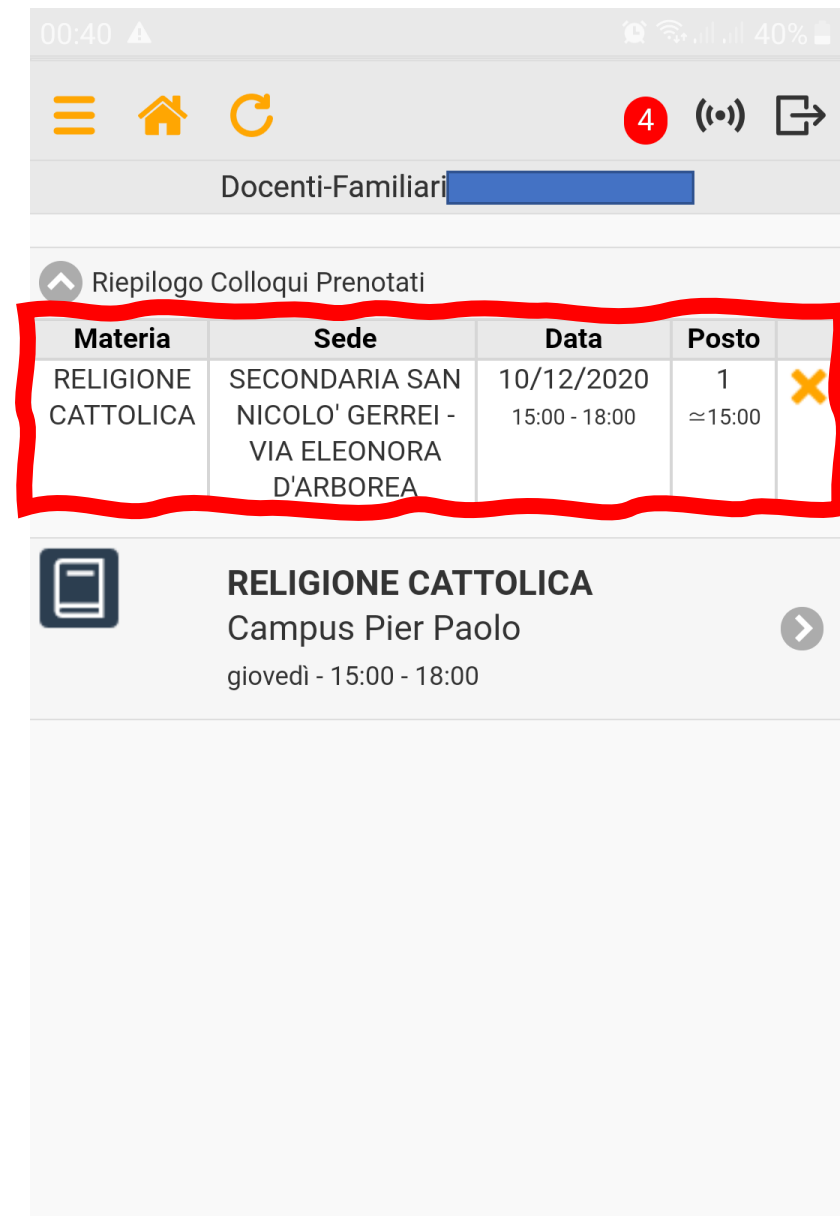 00:40 40%
4
Docenti-Familiari
Riepilogo Colloqui Prenotati
Materia Sede Data Posto
RELIGIONE SECONDARIA SAN 10/12/2020 1
CATTOLICA NICOLO' GERREI - 15:00 - 18:00 ≃15:00
VIA ELEONORA
D'ARBOREA
RELIGIONE CATTOLICA
Campus Pier Paolo
giovedì - 15:00 - 18:00